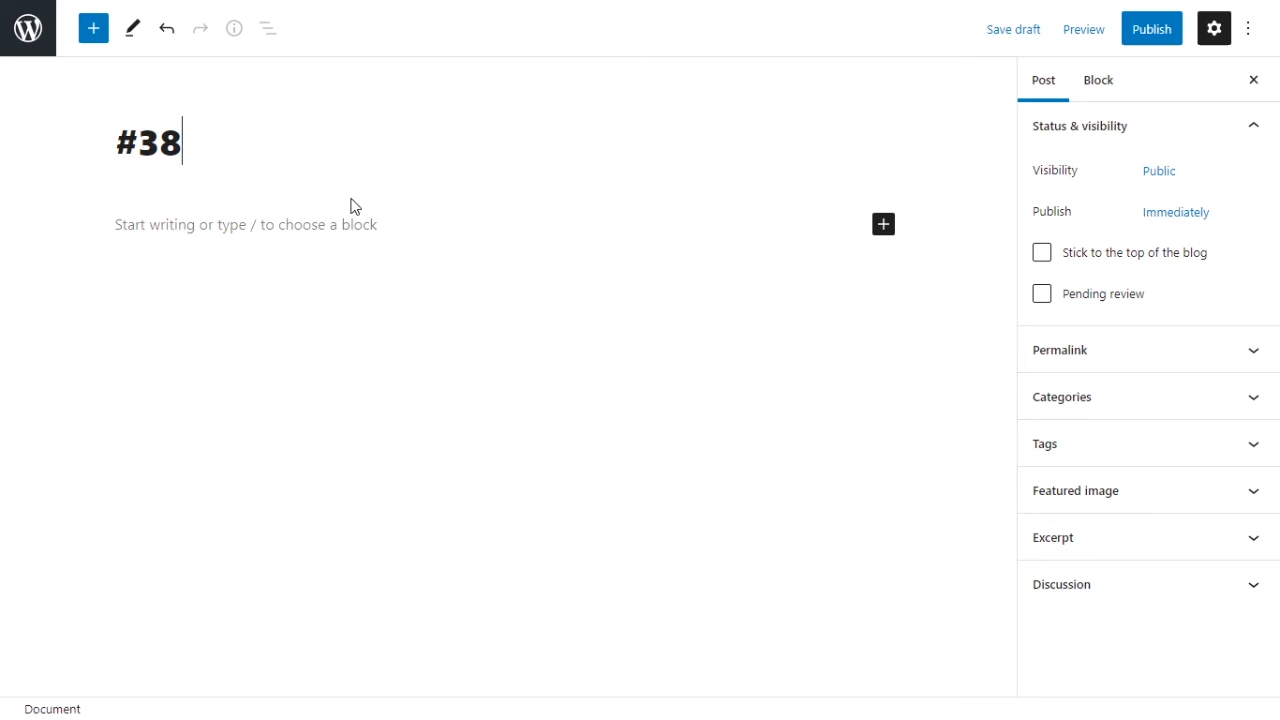 Save draft
Preview
Publish
#38
Start writing or type / to choose a block
Post
Block
Status & visibility
Visibility
Public
Publish
Immediately
Stick to the top of the blog
Pending review
Permalink
Categories
Tags
Featured image
Excerpt
Discussion
Document